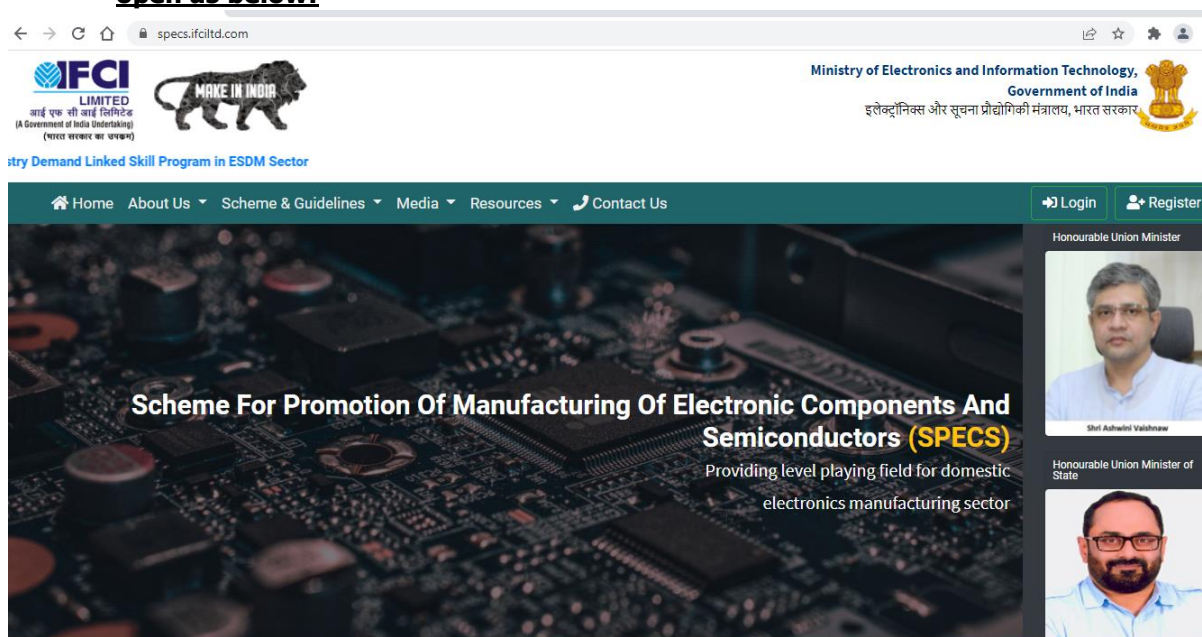 open as below:
specs.ifciltd.com
IFCI
LIMITED
आई एफ सी आई लिमिटेड
(A Government of India Undertaking)
(भारत सरकार का उपक्रम)
MAKE IN INDIA
Ministry of Electronics and Information Technology,
Government of India
इलेक्ट्रॉनिक्स और सूचना प्रौद्योगिकी मंत्रालय, भारत सरकार
stry Demand Linked Skill Program in ESDM Sector
Home About Us Scheme & Guidelines Media Resources Contact Us Login Register
Honourable Union Minister
Shri Ashwini Vaishnaw
Scheme For Promotion Of Manufacturing Of Electronic Components And
Semiconductors (SPECS)
Providing level playing field for domestic
electronics manufacturing sector
Honourable Union Minister of
State